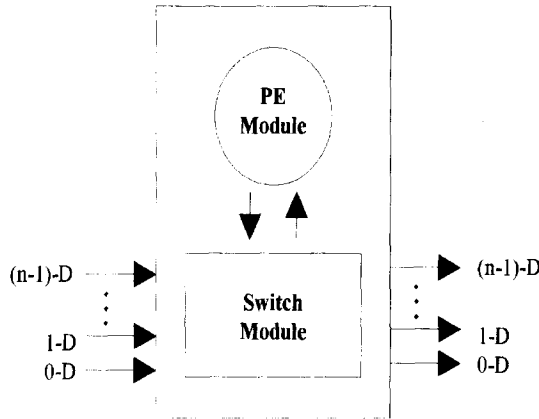 PE
Module
(n-1)-D
(n-1)-D
Switch
Module
1-D
1-D
0-D
0-D